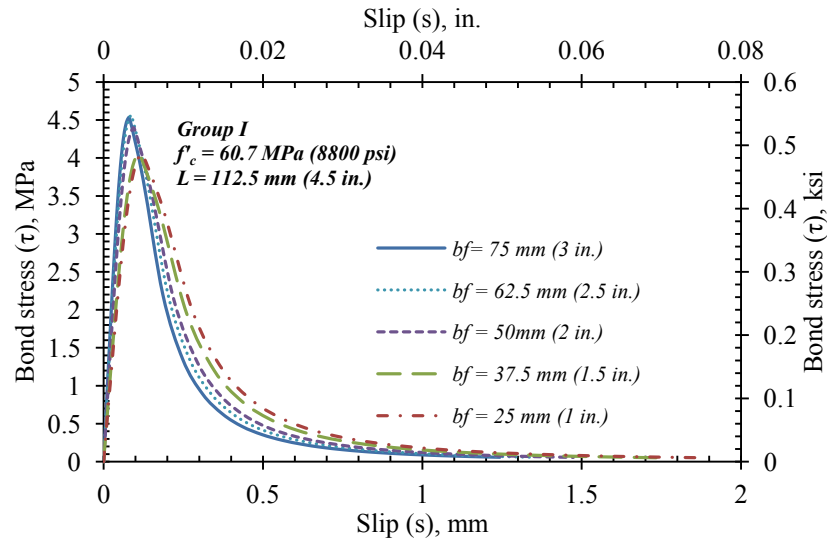 Slip (s), in.
0 0.02 0.04 0.06 0.08
Bond stress (τ), MPa
5
4.5
4
3.5
3
2.5
2
1.5
1
0.5
0
Group I
f'c = 60.7 MPa (8800 psi)
L = 112.5 mm (4.5 in.)
bf= 75 mm (3 in.)
bf = 62.5 mm (2.5 in.)
bf = 50mm (2 in.)
bf = 37.5 mm (1.5 in.)
bf = 25 mm (1 in.)
0.6
0.5
0.4
0.3
0.2
0.1
0
Bond stress (τ), ksi
0 0.5 1 1.5 2
Slip (s), mm